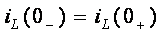 i_L(0_−) = i_L(0_+)